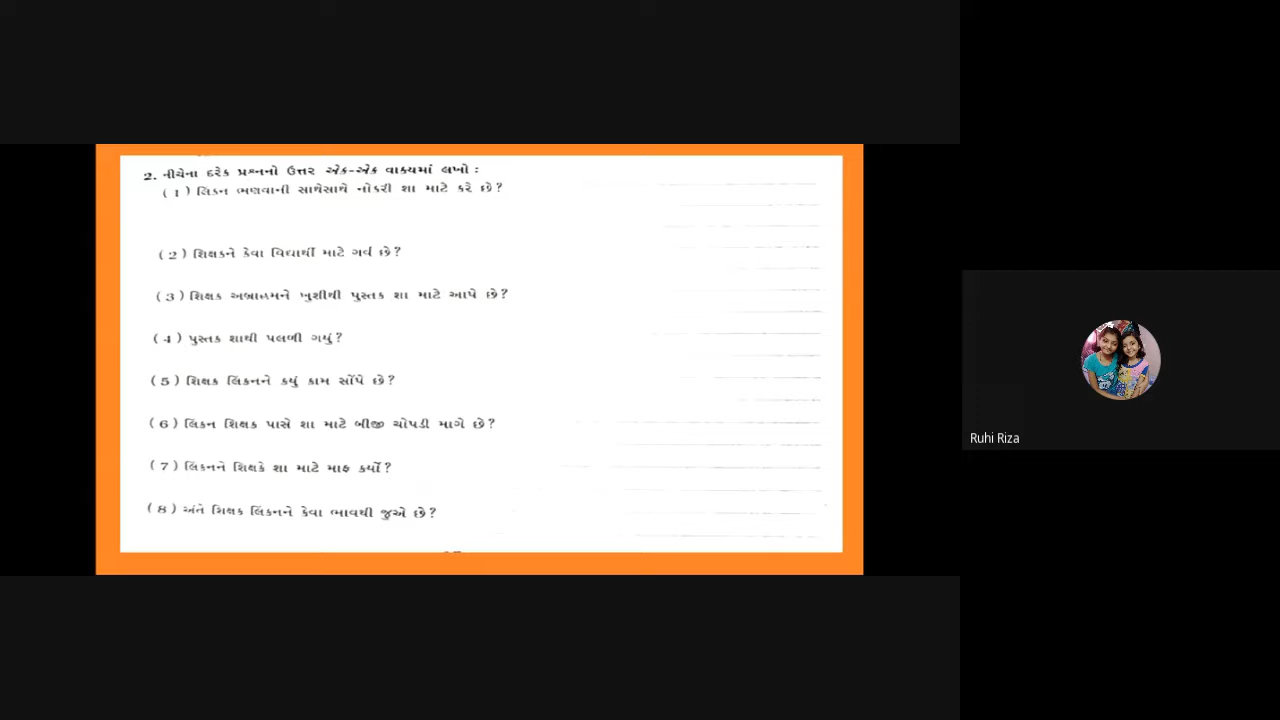 2. નીચેના દરેક પ્રશ્નનો ઉત્તર એક-એક વાક્યમાં લખો :
(1) લિંકન ભણવાની સાથેસાથે નોકરી શા માટે કરે છે?
(2) શિક્ષકને કેવા વિદ્યાર્થી માટે ગર્વ છે?
(3) શિક્ષક અબ્રાહમને ખુશીથી પુસ્તક શા માટે આપે છે?
(4) પુસ્તક શાથી પલળી ગયું?
(5) શિક્ષક લિંકનને કયું કામ સોંપે છે?
(6) લિંકન શિક્ષક પાસે શા માટે બીજી ચોપડી માગે છે?
(7) લિંકનને શિક્ષકે શા માટે માફ કર્યો?
(8) અંતે શિક્ષક લિંકનને કેવા ભાવથી જુએ છે?
Ruhi Riza